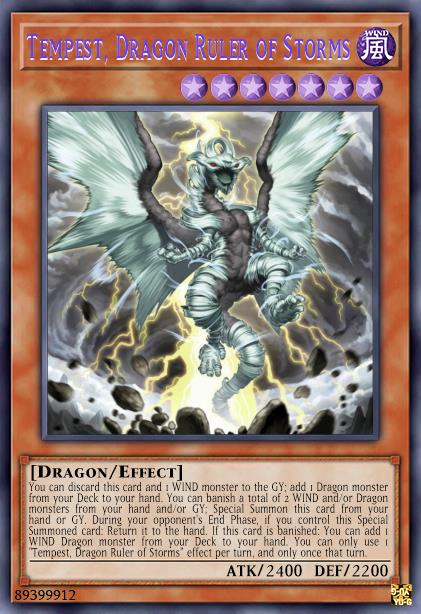 Tempest, Dragon Ruler of Storms
WIND
風
[Dragon/Effect]
You can discard this card and 1 WIND monster to the GY; add 1 Dragon monster
from your Deck to your hand. You can banish a total of 2 WIND and/or Dragon
monsters from your hand and/or GY; Special Summon this card from your
hand or GY. During your opponent's End Phase, if you control this Special
Summoned card: Return it to the hand. If this card is banished: You can add 1
WIND Dragon monster from your Deck to your hand. You can only use 1
"Tempest, Dragon Ruler of Storms" effect per turn, and only once that turn.
ATK/2400 DEF/2200
89399912